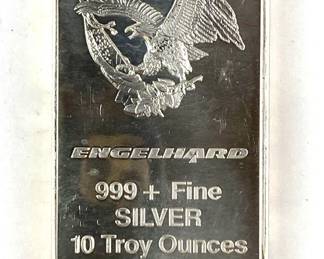 ENGELHARD
999 + Fine
SILVER
10 Troy Ounces